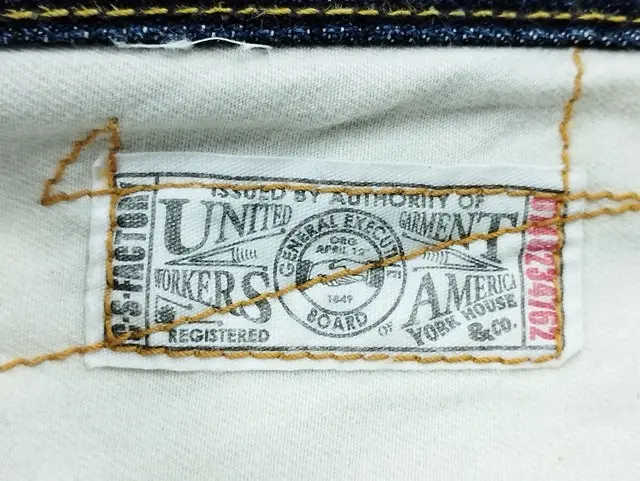 ISSUED BY AUTHORITY OF
UNITED
GARMENT
WORKERS
OF
AMERICA
GENERAL EXECUTIVE
ORG
APRIL 12
1849
BOARD
REGISTERED
YORK HOUSE
& CO.